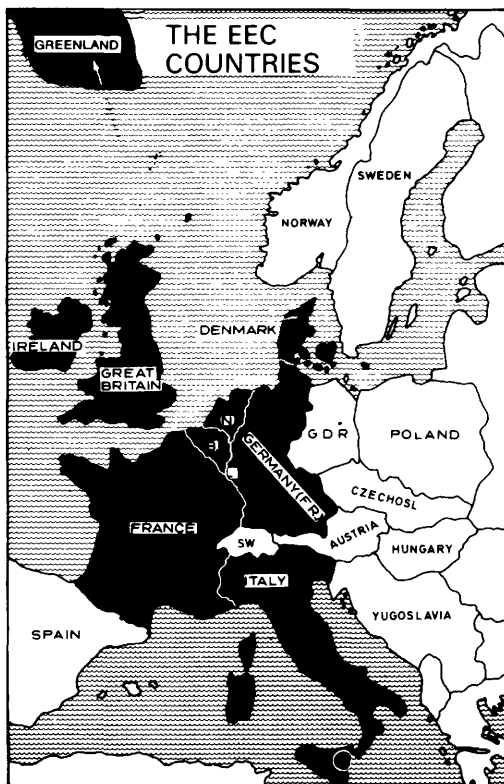 THE EEC
COUNTRIES
GREENLAND
SWEDEN
NORWAY
DENMARK
IRELAND
GREAT
BRITAIN
N
B
GDR
POLAND
GERMANY(F.R.)
CZECHOSL
FRANCE
SW
AUSTRIA
HUNGARY
ITALY
YUGOSLAVIA
SPAIN